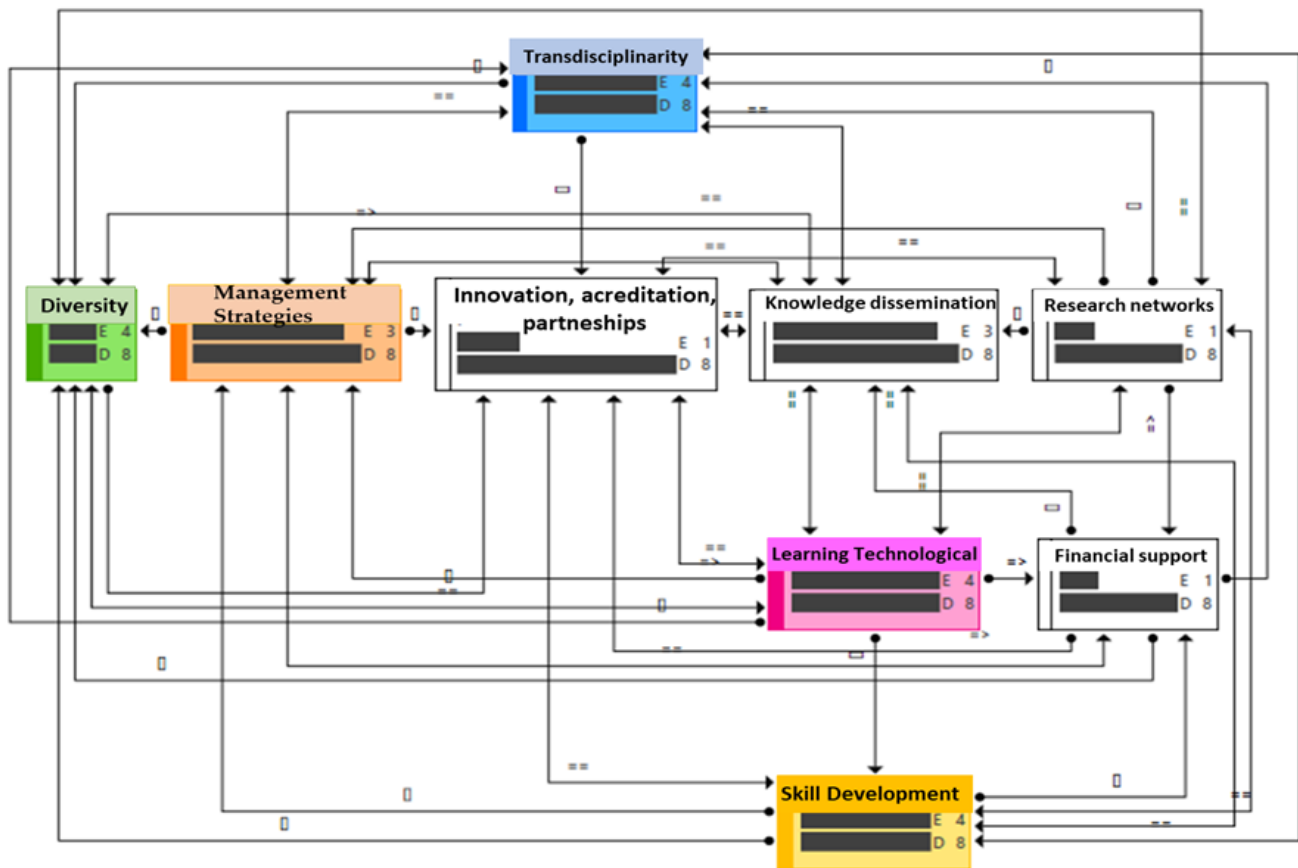 Transdisciplinarity
E 4
D 8
==
==
=>
==
==
==
==
Diversity
E 4
D 8
Management
Strategies
E 3
D 8
Innovation, acreditation,
partneships
E 1
D 8
==
Knowledge dissemination
E 3
D 8
Research networks
E 1
D 8
==
==
=>
==
==
=>
Learning Technological
E 4
D 8
=>
Financial support
E 1
D 8
==
=>
==
==
Skill Development
E 4
D 8
==
==